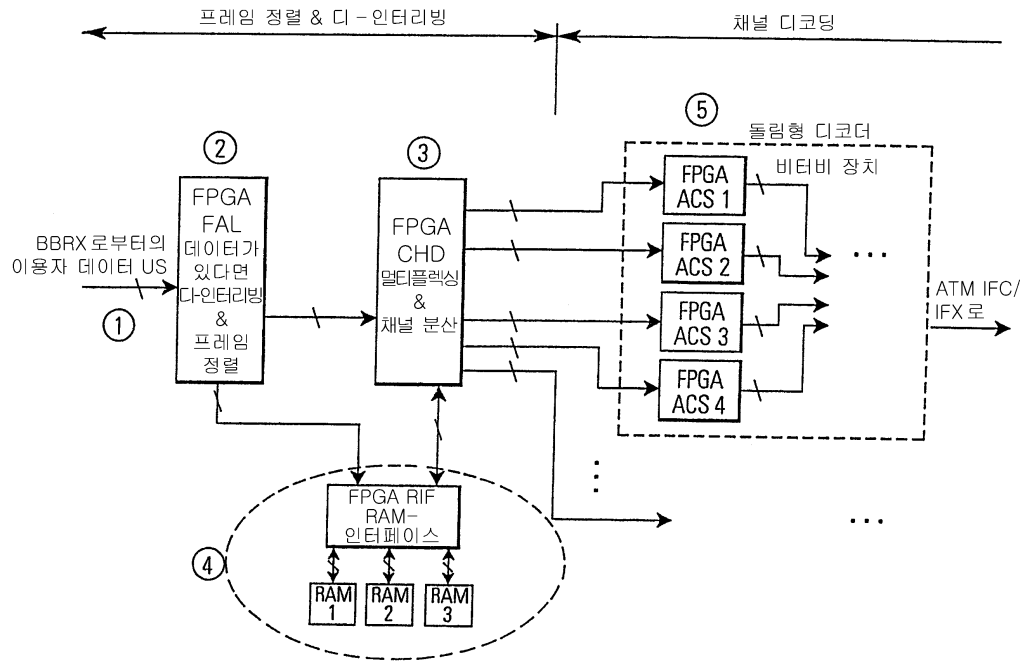 프레임 정렬 & 디-인터리빙
채널 디코딩
⑤
돌림형 디코더
②
③
비터비 장치
FPGA
ACS 1
FPGA
FAL
데이터가
있다면
디-인터리빙
&
프레임
정렬
FPGA
CHD
멀티플렉싱
&
채널 분산
BBRX로부터의
이용자 데이터 US
①
FPGA
ACS 2
...
FPGA
ACS 3
ATM IFC/
IFX로
FPGA
ACS 4
④
FPGA RIF
RAM-
인터페이스
...
RAM
1
RAM
2
RAM
3